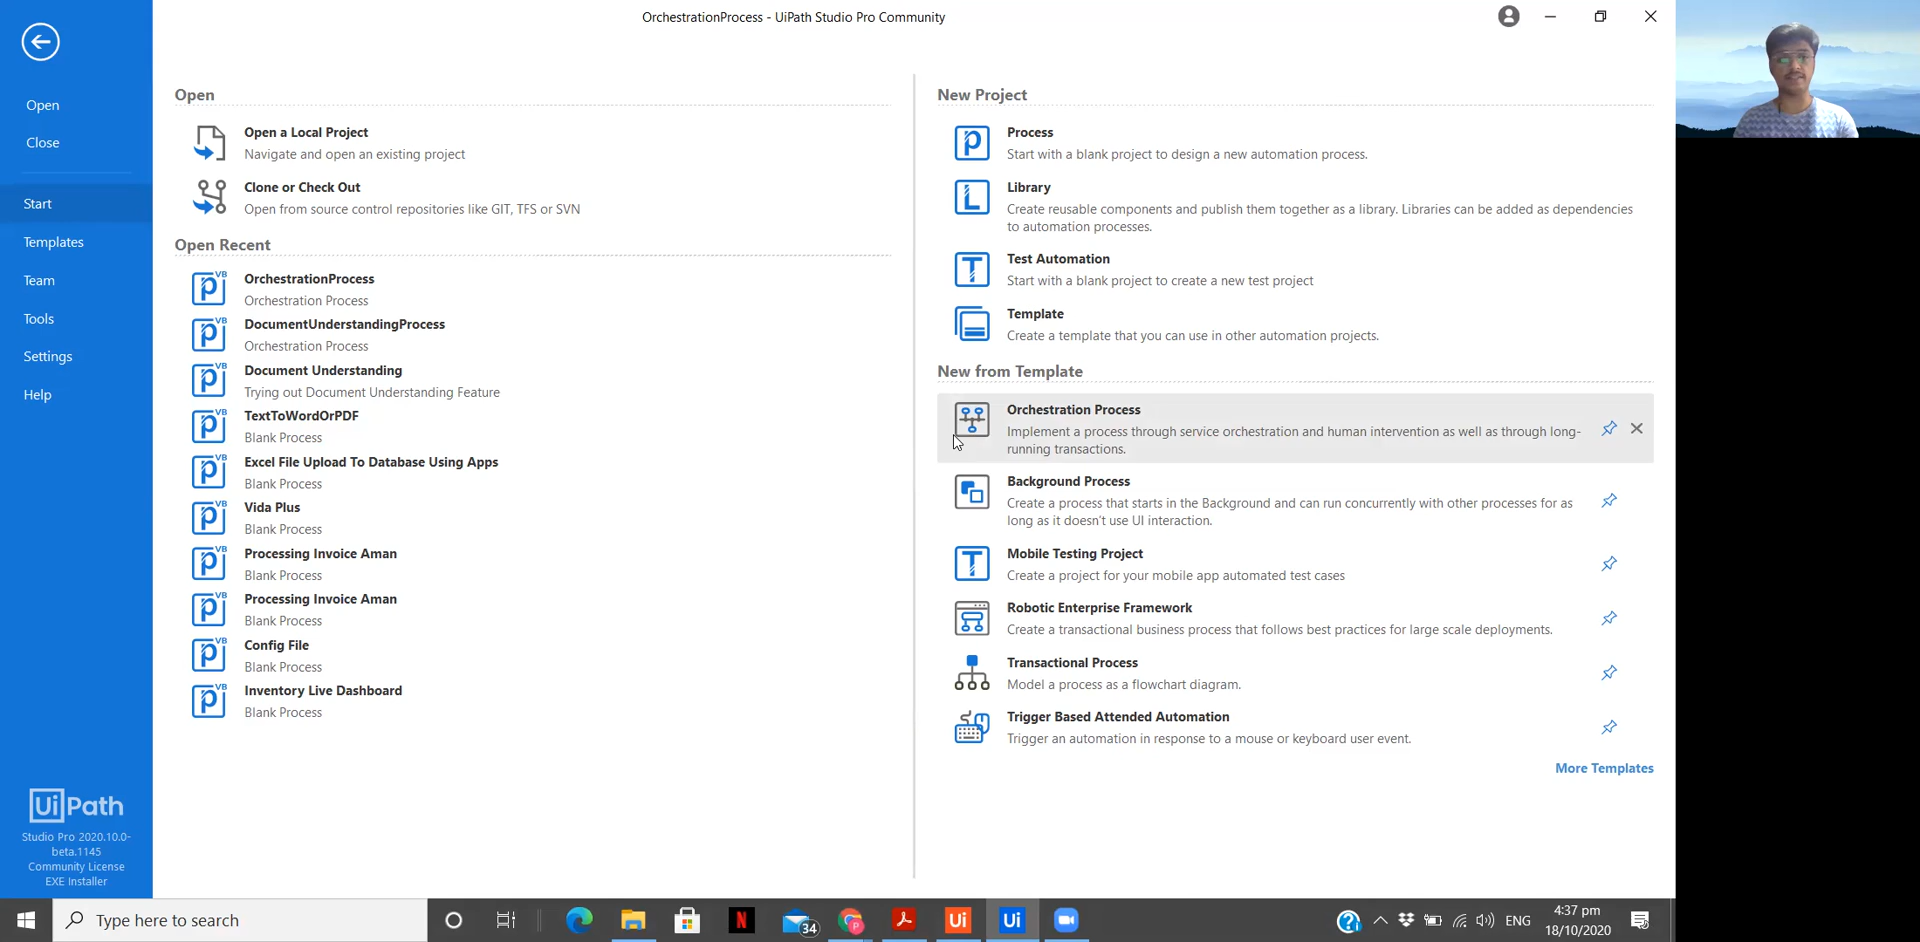 OrchestrationProcess - UiPath Studio Pro Community
Open
Close
Start
Templates
Team
Tools
Settings
Help
UiPath
Studio Pro 2020.10.0-
beta.1145
Community License
EXE Installer
Open
Open a Local Project
Navigate and open an existing project
Clone or Check Out
Open from source control repositories like GIT, TFS or SVN
Open Recent
VB
OrchestrationProcess
Orchestration Process
VB
DocumentUnderstandingProcess
Orchestration Process
VB
Document Understanding
Trying out Document Understanding Feature
VB
TextToWordOrPDF
Blank Process
VB
Excel File Upload To Database Using Apps
Blank Process
VB
Vida Plus
Blank Process
VB
Processing Invoice Aman
Blank Process
VB
Processing Invoice Aman
Blank Process
VB
Config File
Blank Process
VB
Inventory Live Dashboard
Blank Process
New Project
Process
Start with a blank project to design a new automation process.
Library
Create reusable components and publish them together as a library. Libraries can be added as dependencies
to automation processes.
Test Automation
Start with a blank project to create a new test project
Template
Create a template that you can use in other automation projects.
New from Template
Orchestration Process
Implement a process through service orchestration and human intervention as well as through long-
running transactions.
Background Process
Create a process that starts in the Background and can run concurrently with other processes for as
long as it doesn't use UI interaction.
Mobile Testing Project
Create a project for your mobile app automated test cases
Robotic Enterprise Framework
Create a transactional business process that follows best practices for large scale deployments.
Transactional Process
Model a process as a flowchart diagram.
Trigger Based Attended Automation
Trigger an automation in response to a mouse or keyboard user event.
More Templates
Type here to search
N
34
P
Ui
Ui
ENG
4:37 pm
18/10/2020